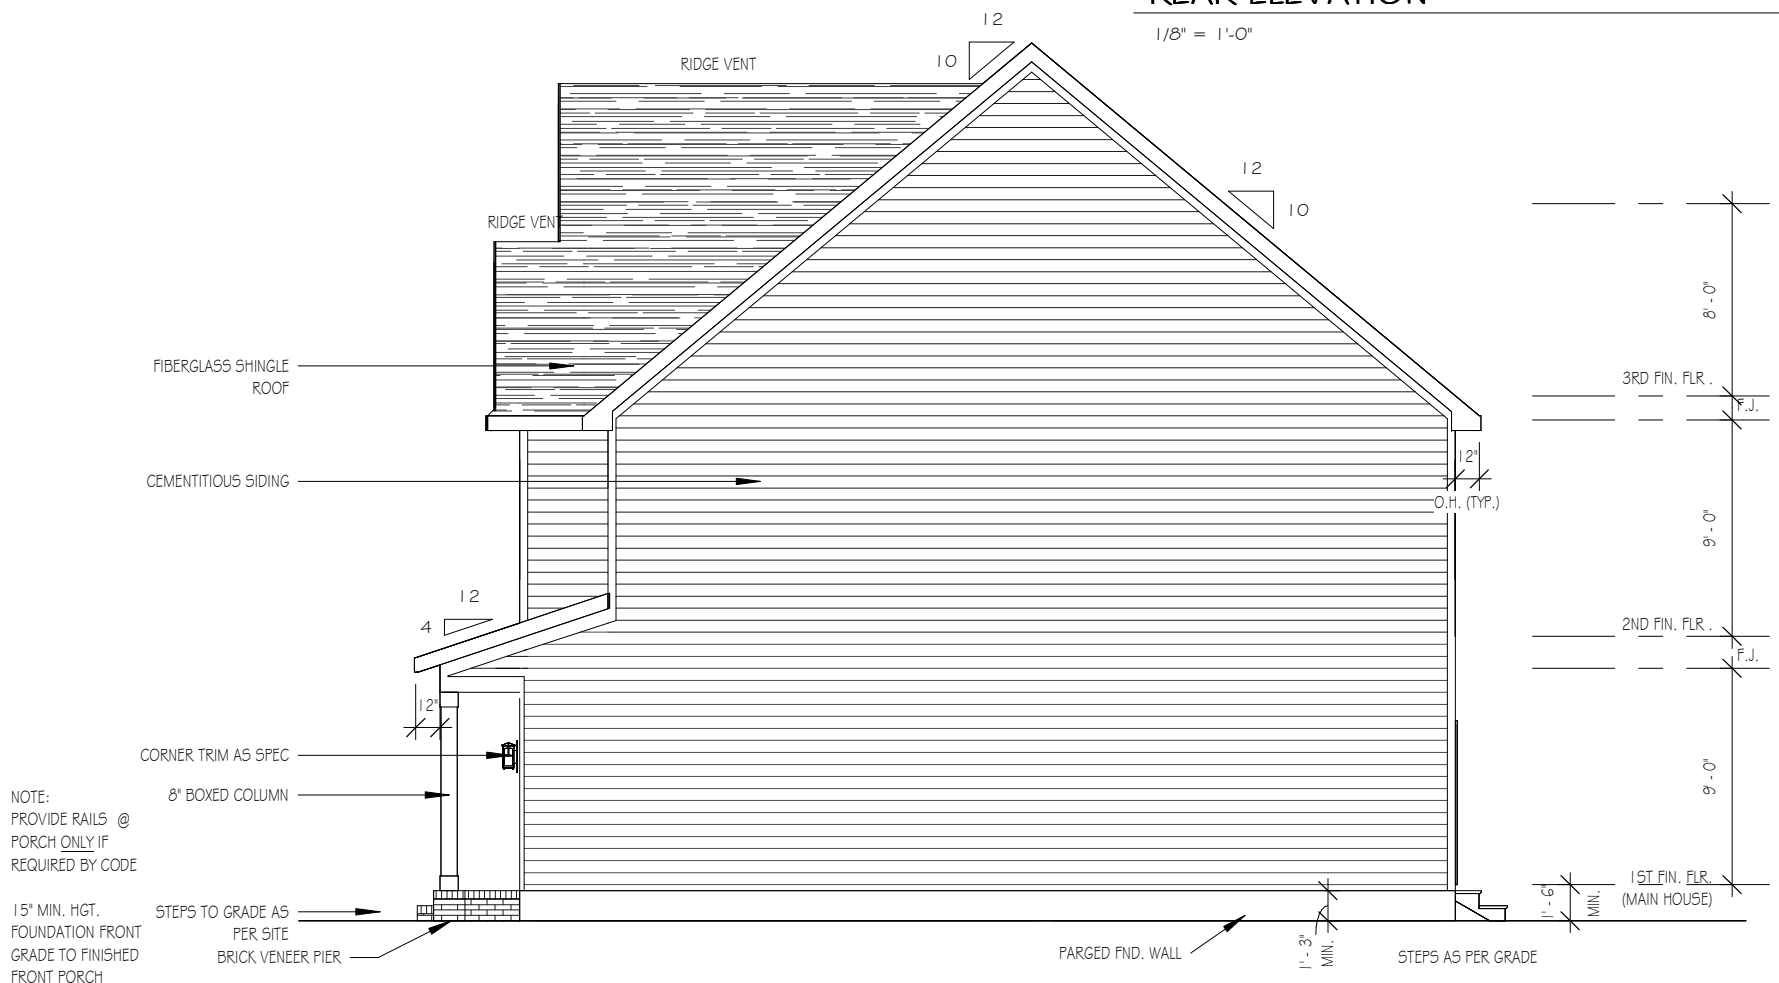 REAR ELEVATION
1/8" = 1'-0"
12
10
RIDGE VENT
12
10
RIDGE VENT
8' - 0"
FIBERGLASS SHINGLE
ROOF
3RD FIN. FLR .
F.J.
CEMENTITIOUS SIDING
12"
O.H. (TYP.)
9' - 0"
12
4
2ND FIN. FLR .
F.J.
12"
CORNER TRIM AS SPEC
8" BOXED COLUMN
9' - 0"
NOTE:
PROVIDE RAILS @
PORCH ONLY IF
REQUIRED BY CODE
15" MIN. HGT.
FOUNDATION FRONT
GRADE TO FINISHED
FRONT PORCH
STEPS TO GRADE AS
PER SITE
BRICK VENEER PIER
PARGED FND. WALL
1' - 3"
MIN.
STEPS AS PER GRADE
1' - 6"
MIN.
1ST FIN. FLR.
(MAIN HOUSE)